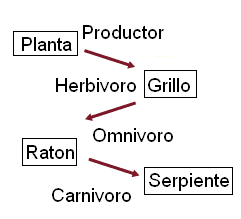 Productor
Planta
Herbivoro Grillo
Omnivoro
Raton
Serpiente
Carnivoro